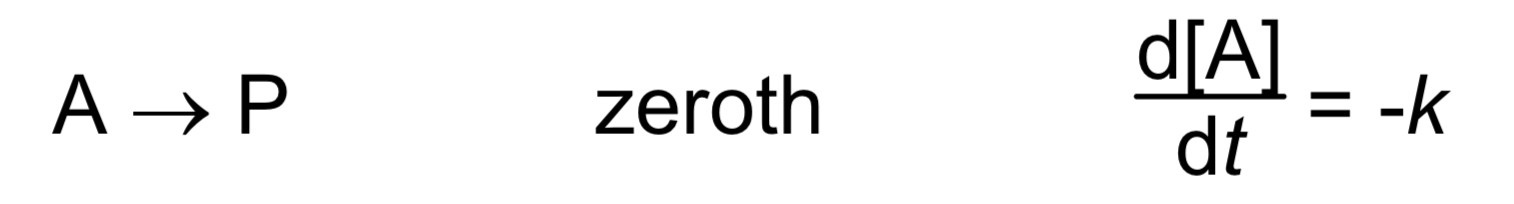 A → P zeroth d[A]/dt = -k